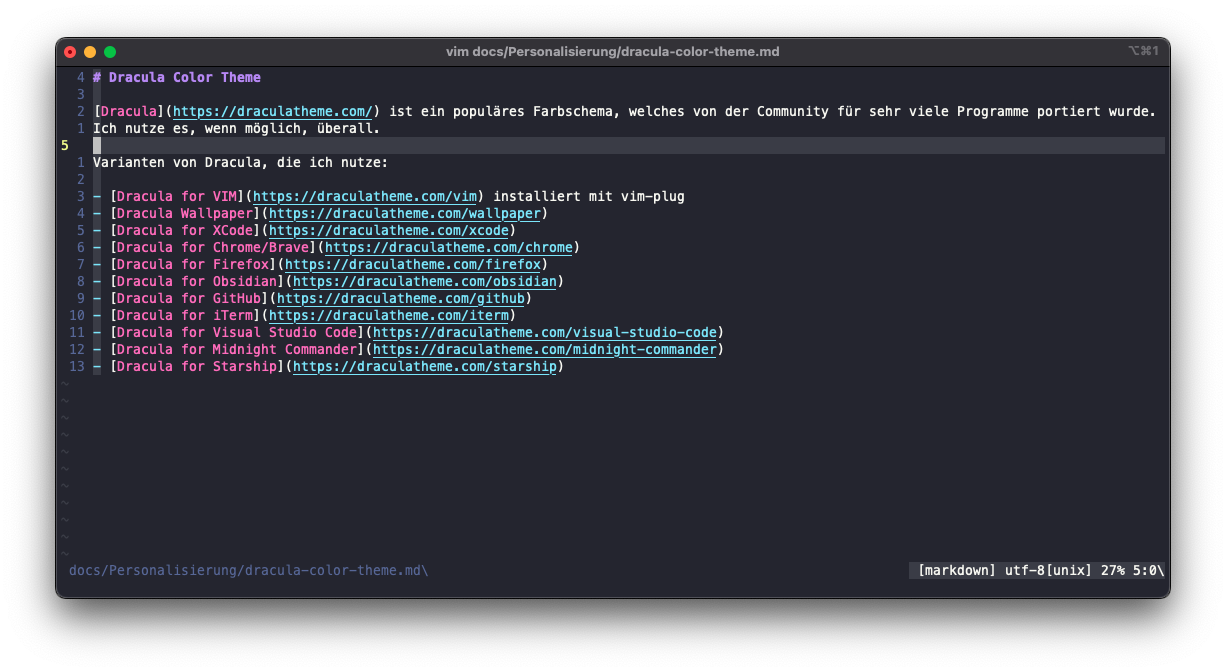 vim docs/Personalisierung/dracula-color-theme.md ⌥⌘1
4 # Dracula Color Theme
3
2 [Dracula](https://draculatheme.com/) ist ein populäres Farbschema, welches von der Community für sehr viele Programme portiert wurde.
1 Ich nutze es, wenn möglich, überall.
5
1 Varianten von Dracula, die ich nutze:
2
3 - [Dracula for VIM](https://draculatheme.com/vim) installiert mit vim-plug
4 - [Dracula Wallpaper](https://draculatheme.com/wallpaper)
5 - [Dracula for XCode](https://draculatheme.com/xcode)
6 - [Dracula for Chrome/Brave](https://draculatheme.com/chrome)
7 - [Dracula for Firefox](https://draculatheme.com/firefox)
8 - [Dracula for Obsidian](https://draculatheme.com/obsidian)
9 - [Dracula for GitHub](https://draculatheme.com/github)
10 - [Dracula for iTerm](https://draculatheme.com/iterm)
11 - [Dracula for Visual Studio Code](https://draculatheme.com/visual-studio-code)
12 - [Dracula for Midnight Commander](https://draculatheme.com/midnight-commander)
13 - [Dracula for Starship](https://draculatheme.com/starship)
~
~
~
~
~
~
~
~
~
~
~
docs/Personalisierung/dracula-color-theme.md\ [markdown] utf-8[unix] 27% 5:0\